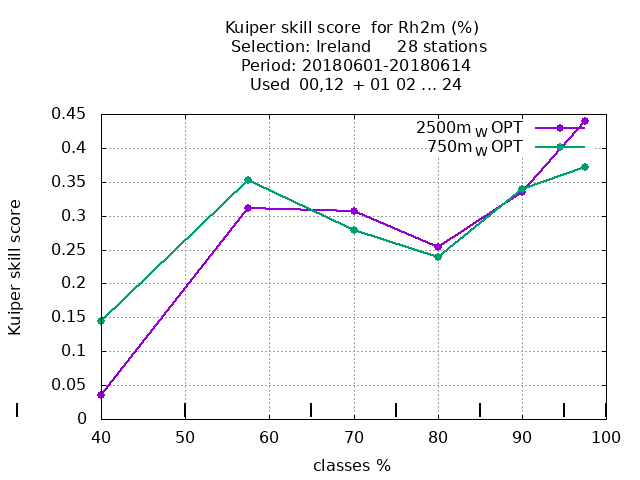 Kuiper skill score  for Rh2m (%)
Selection: Ireland     28 stations
Period: 20180601-20180614
Used  00,12  + 01 02 ... 24
2500m W OPT
750m W OPT
0.45
0.4
0.35
0.3
0.25
0.2
0.15
0.1
0.05
0
Kuiper skill score
40 50 60 70 80 90 100
classes %